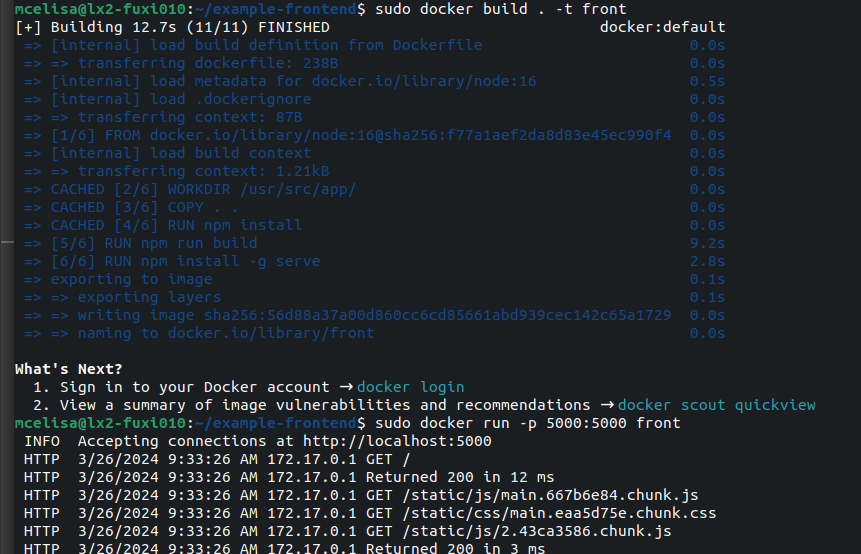 mcelisa@lx2-fuxi010:~/example-frontend$ sudo docker build . -t front
[+] Building 12.7s (11/11) FINISHED docker:default
=> [internal] load build definition from Dockerfile 0.0s
=> => transferring dockerfile: 238B 0.0s
=> [internal] load metadata for docker.io/library/node:16 0.5s
=> [internal] load .dockerignore 0.0s
=> => transferring context: 87B 0.0s
=> [1/6] FROM docker.io/library/node:16@sha256:f77a1aef2da8d83e45ec990f4 0.0s
=> [internal] load build context 0.0s
=> => transferring context: 1.21kB 0.0s
=> CACHED [2/6] WORKDIR /usr/src/app/ 0.0s
=> CACHED [3/6] COPY . . 0.0s
=> CACHED [4/6] RUN npm install 0.0s
=> [5/6] RUN npm run build 9.2s
=> [6/6] RUN npm install -g serve 2.8s
=> exporting to image 0.1s
=> => exporting layers 0.1s
=> => writing image sha256:56d88a37a00d860cc6cd85661abd939cec142c65a1729 0.0s
=> => naming to docker.io/library/front 0.0s
What's Next?
1. Sign in to your Docker account → docker login
2. View a summary of image vulnerabilities and recommendations → docker scout quickview
mcelisa@lx2-fuxi010:~/example-frontend$ sudo docker run -p 5000:5000 front
INFO Accepting connections at http://localhost:5000
HTTP 3/26/2024 9:33:26 AM 172.17.0.1 GET /
HTTP 3/26/2024 9:33:26 AM 172.17.0.1 Returned 200 in 12 ms
HTTP 3/26/2024 9:33:26 AM 172.17.0.1 GET /static/js/main.667b6e84.chunk.js
HTTP 3/26/2024 9:33:26 AM 172.17.0.1 GET /static/css/main.eaa5d75e.chunk.css
HTTP 3/26/2024 9:33:26 AM 172.17.0.1 GET /static/js/2.43ca3586.chunk.js
HTTP 3/26/2024 9:33:26 AM 172.17.0.1 Returned 200 in 3 ms